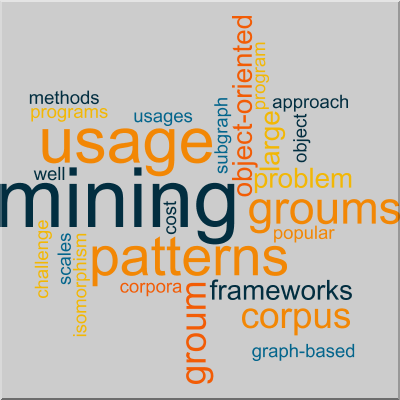 object-oriented
program
methods
programs
usages
subgraph
large
approach
object
usage
well
problem
mining
cost
groums
popular
challenge
scales
isomorphism
patterns
corpora
groum
frameworks
corpus
graph-based